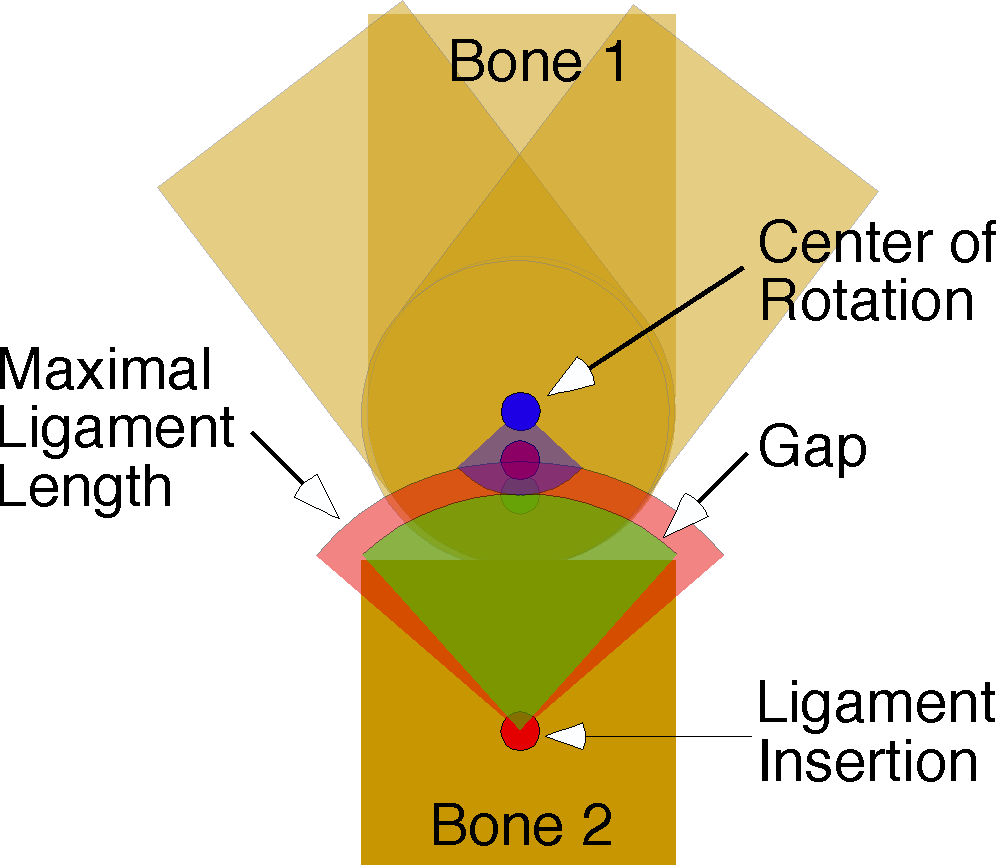 Bone 1
Center of
Rotation
Maximal
Ligament
Length
Gap
Ligament
Insertion
Bone 2